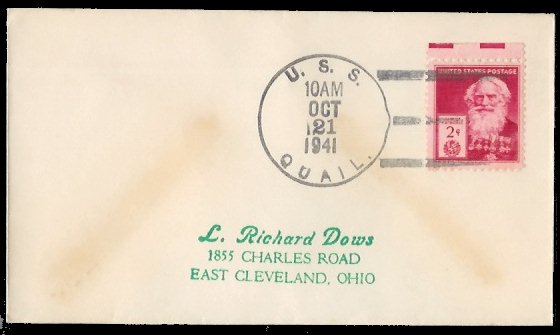 U. S. S.
10AM
OCT
21
1941
QUAIL.
UNITED STATES POSTAGE
2¢
L. Richard Dows
1855 CHARLES ROAD
EAST CLEVELAND, OHIO